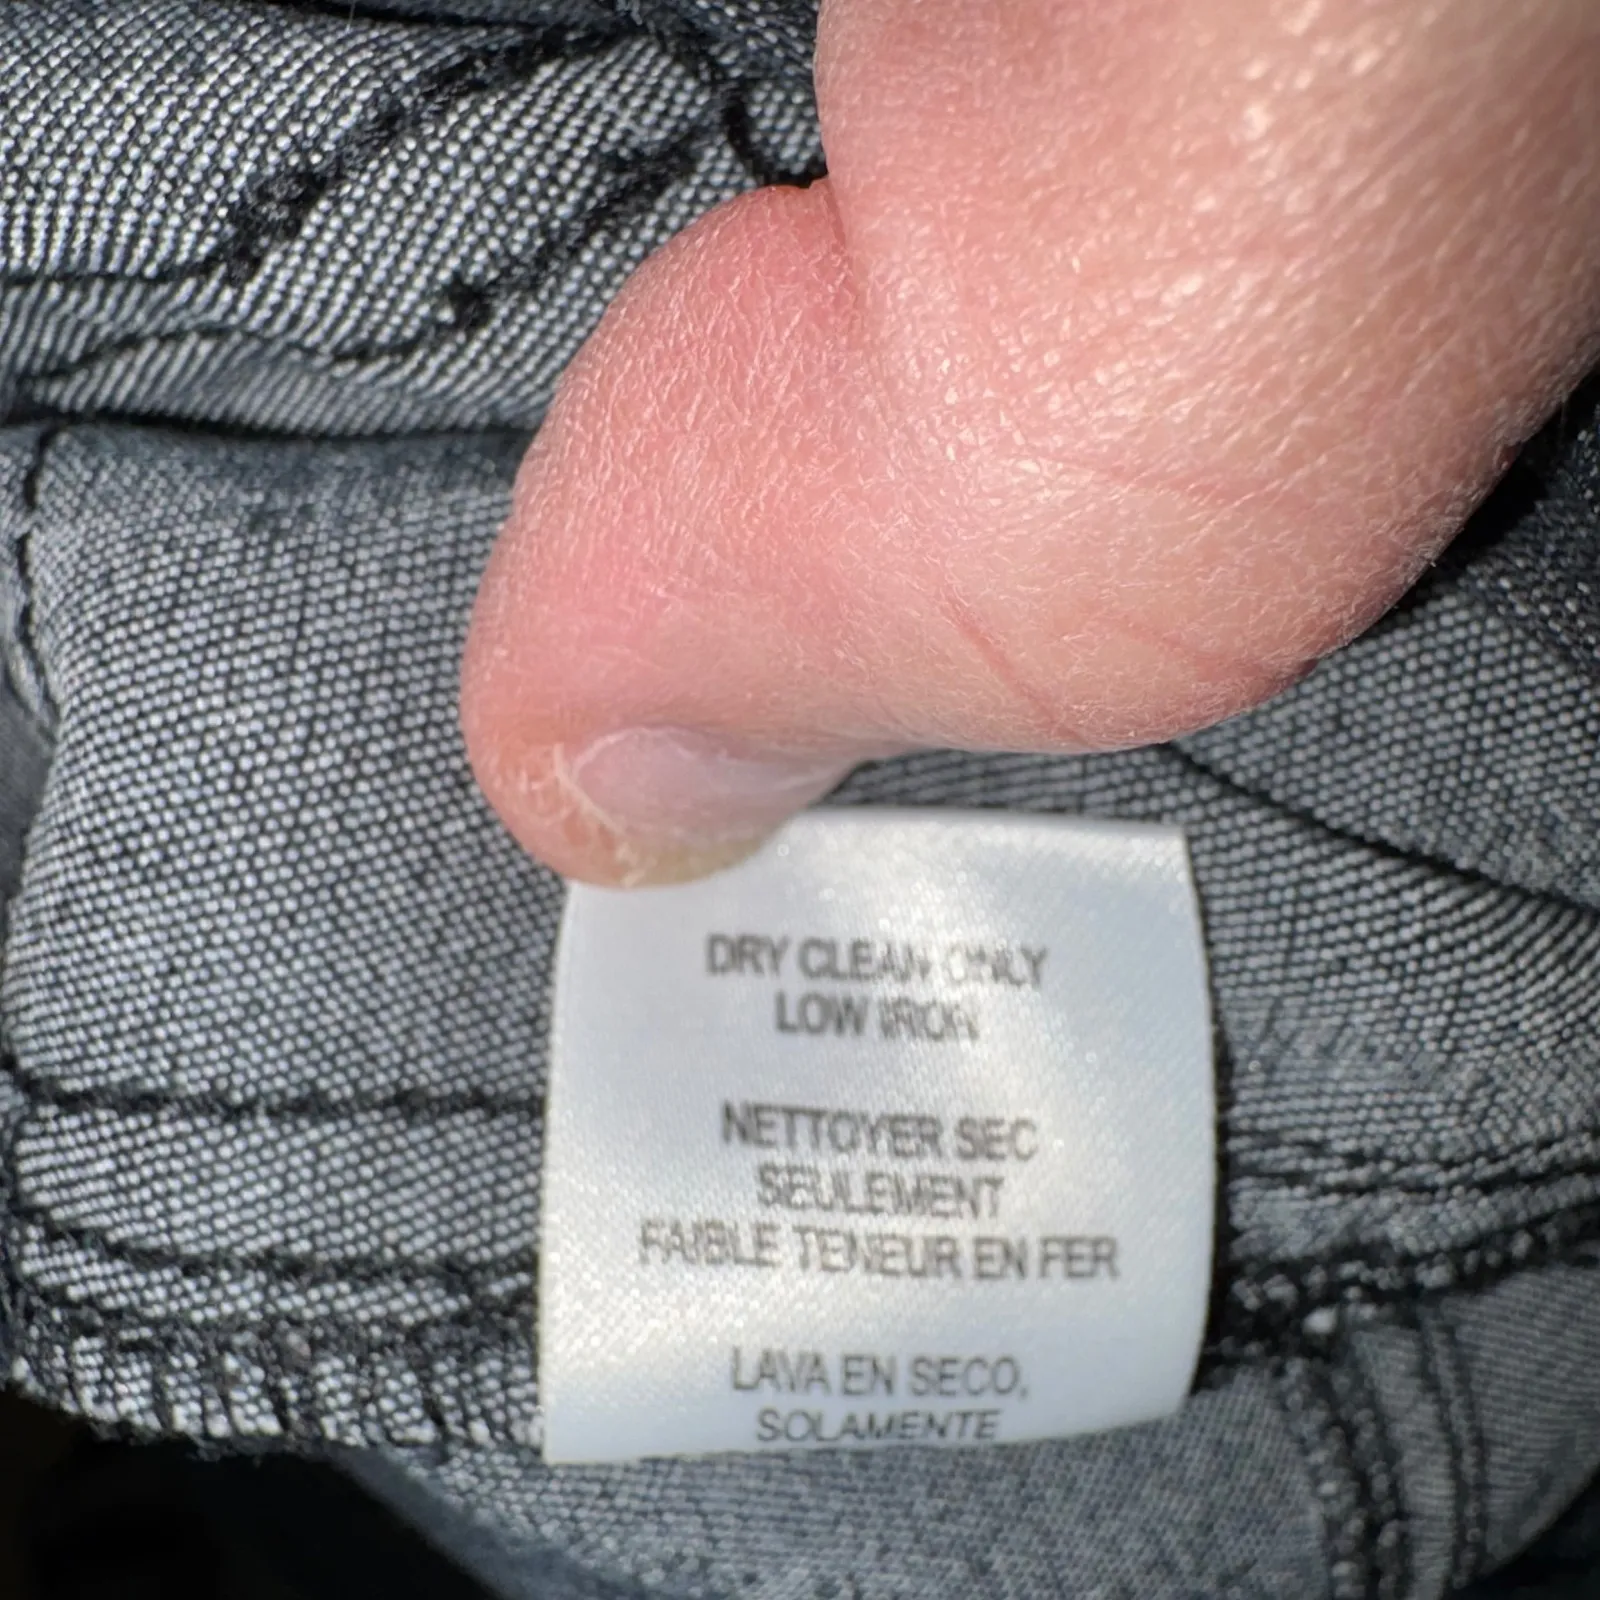 DRY CLEAN ONLY
LOW IRON
NETTOYER SEC
SEULEMENT
FAIBLE TENEUR EN FER
LAVA EN SECO,
SOLAMENTE